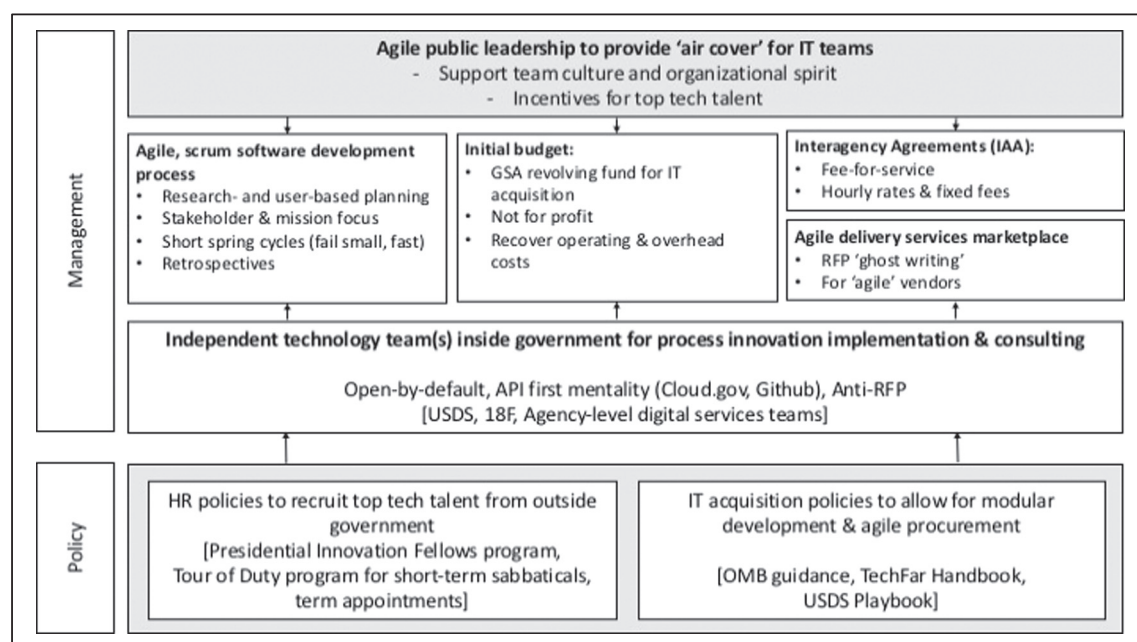 Management
Agile public leadership to provide ‘air cover’ for IT teams
- Support team culture and organizational spirit
- Incentives for top tech talent
Agile, scrum software development
process
• Research- and user-based planning
• Stakeholder & mission focus
• Short spring cycles (fail small, fast)
• Retrospectives
Initial budget:
• GSA revolving fund for IT
acquisition
• Not for profit
• Recover operating & overhead
costs
Interagency Agreements (IAA):
• Fee-for-service
• Hourly rates & fixed fees
Agile delivery services marketplace
• RFP ‘ghost writing’
• For ‘agile’ vendors
Independent technology team(s) inside government for process innovation implementation & consulting
Open-by-default, API first mentality (Cloud.gov, Github), Anti-RFP
[USDS, 18F, Agency-level digital services teams]
Policy
HR policies to recruit top tech talent from outside
government
[Presidential Innovation Fellows program,
Tour of Duty program for short-term sabbaticals,
term appointments]
IT acquisition policies to allow for modular
development & agile procurement
[OMB guidance, TechFar Handbook,
USDS Playbook]